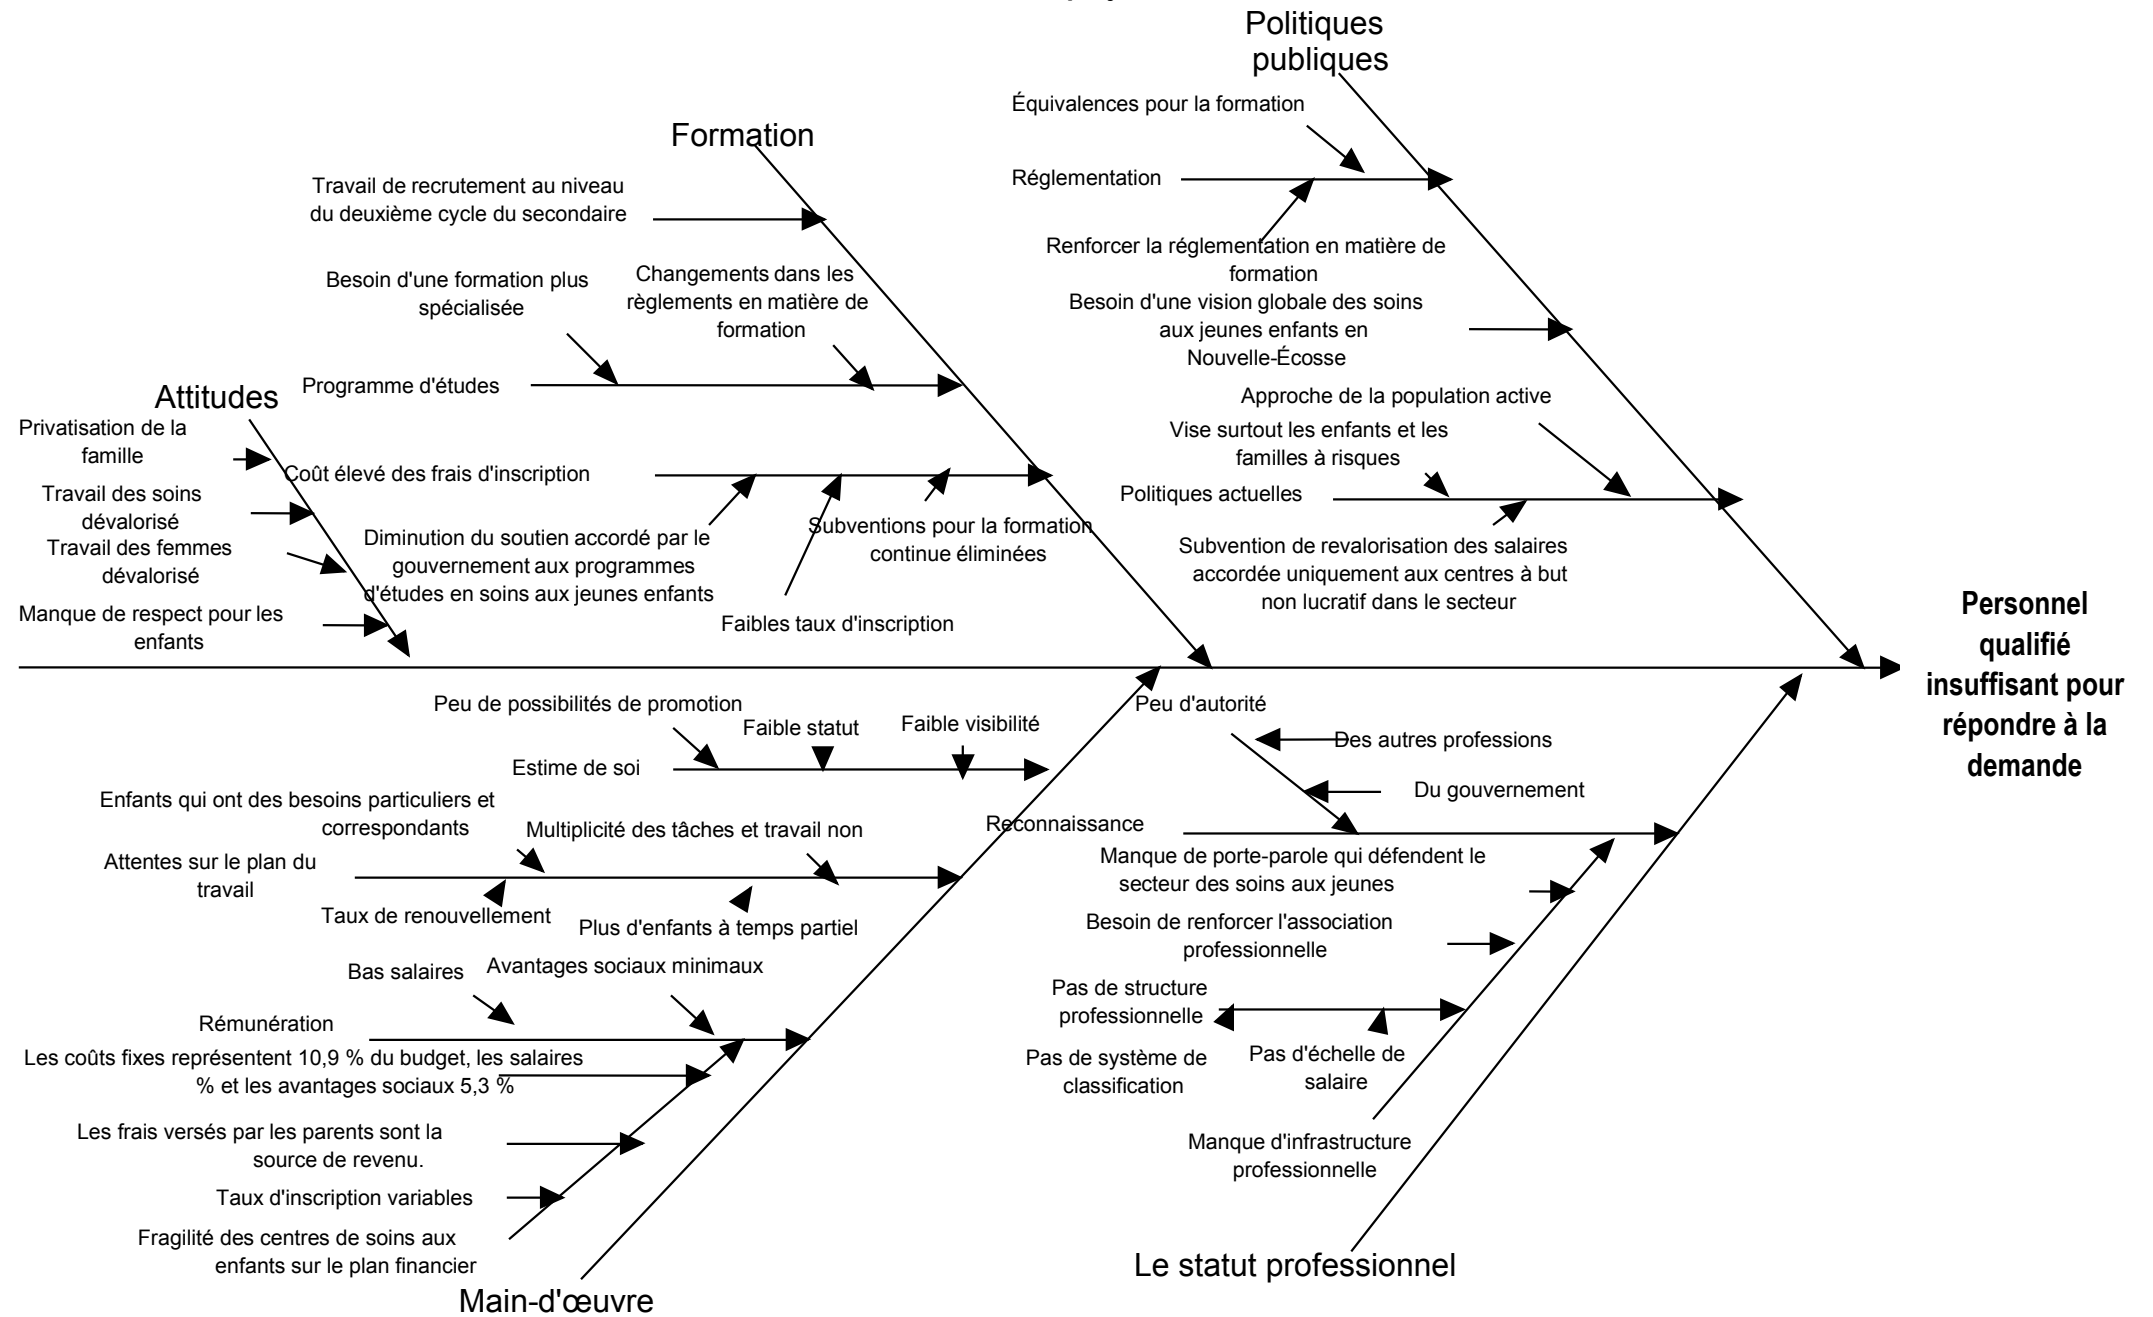 Politiques
publiques
Équivalences pour la formation
Réglementation
Renforcer la réglementation en matière de
formation
Besoin d'une vision globale des soins
aux jeunes enfants en
Nouvelle-Écosse
Approche de la population active
Vise surtout les enfants et les
familles à risques
Politiques actuelles
Subvention de revalorisation des salaires
accordée uniquement aux centres à but
non lucratif dans le secteur
Formation
Travail de recrutement au niveau
du deuxième cycle du secondaire
Besoin d'une formation plus
spécialisée
Changements dans les
règlements en matière de
formation
Programme d'études
Coût élevé des frais d'inscription
Diminution du soutien accordé par le
gouvernement aux programmes
d'études en soins aux jeunes enfants
Subventions pour la formation
continue éliminées
Faibles taux d'inscription
Attitudes
Privatisation de la
famille
Travail des soins
dévalorisé
Travail des femmes
dévalorisé
Manque de respect pour les
enfants
Personnel
qualifié
insuffisant pour
répondre à la
demande
Peu de possibilités de promotion
Faible statut
Faible visibilité
Estime de soi
Enfants qui ont des besoins particuliers et
correspondants
Multiplicité des tâches et travail non
Attentes sur le plan du
travail
Taux de renouvellement
Plus d'enfants à temps partiel
Bas salaires
Avantages sociaux minimaux
Rémunération
Les coûts fixes représentent 10,9 % du budget, les salaires
% et les avantages sociaux 5,3 %
Les frais versés par les parents sont la
source de revenu.
Taux d'inscription variables
Fragilité des centres de soins aux
enfants sur le plan financier
Main-d'œuvre
Peu d'autorité
Des autres professions
Du gouvernement
Reconnaissance
Manque de porte-parole qui défendent le
secteur des soins aux jeunes
Besoin de renforcer l'association
professionnelle
Pas de structure
professionnelle
Pas de système de
classification
Pas d'échelle de
salaire
Manque d'infrastructure
professionnelle
Le statut professionnel